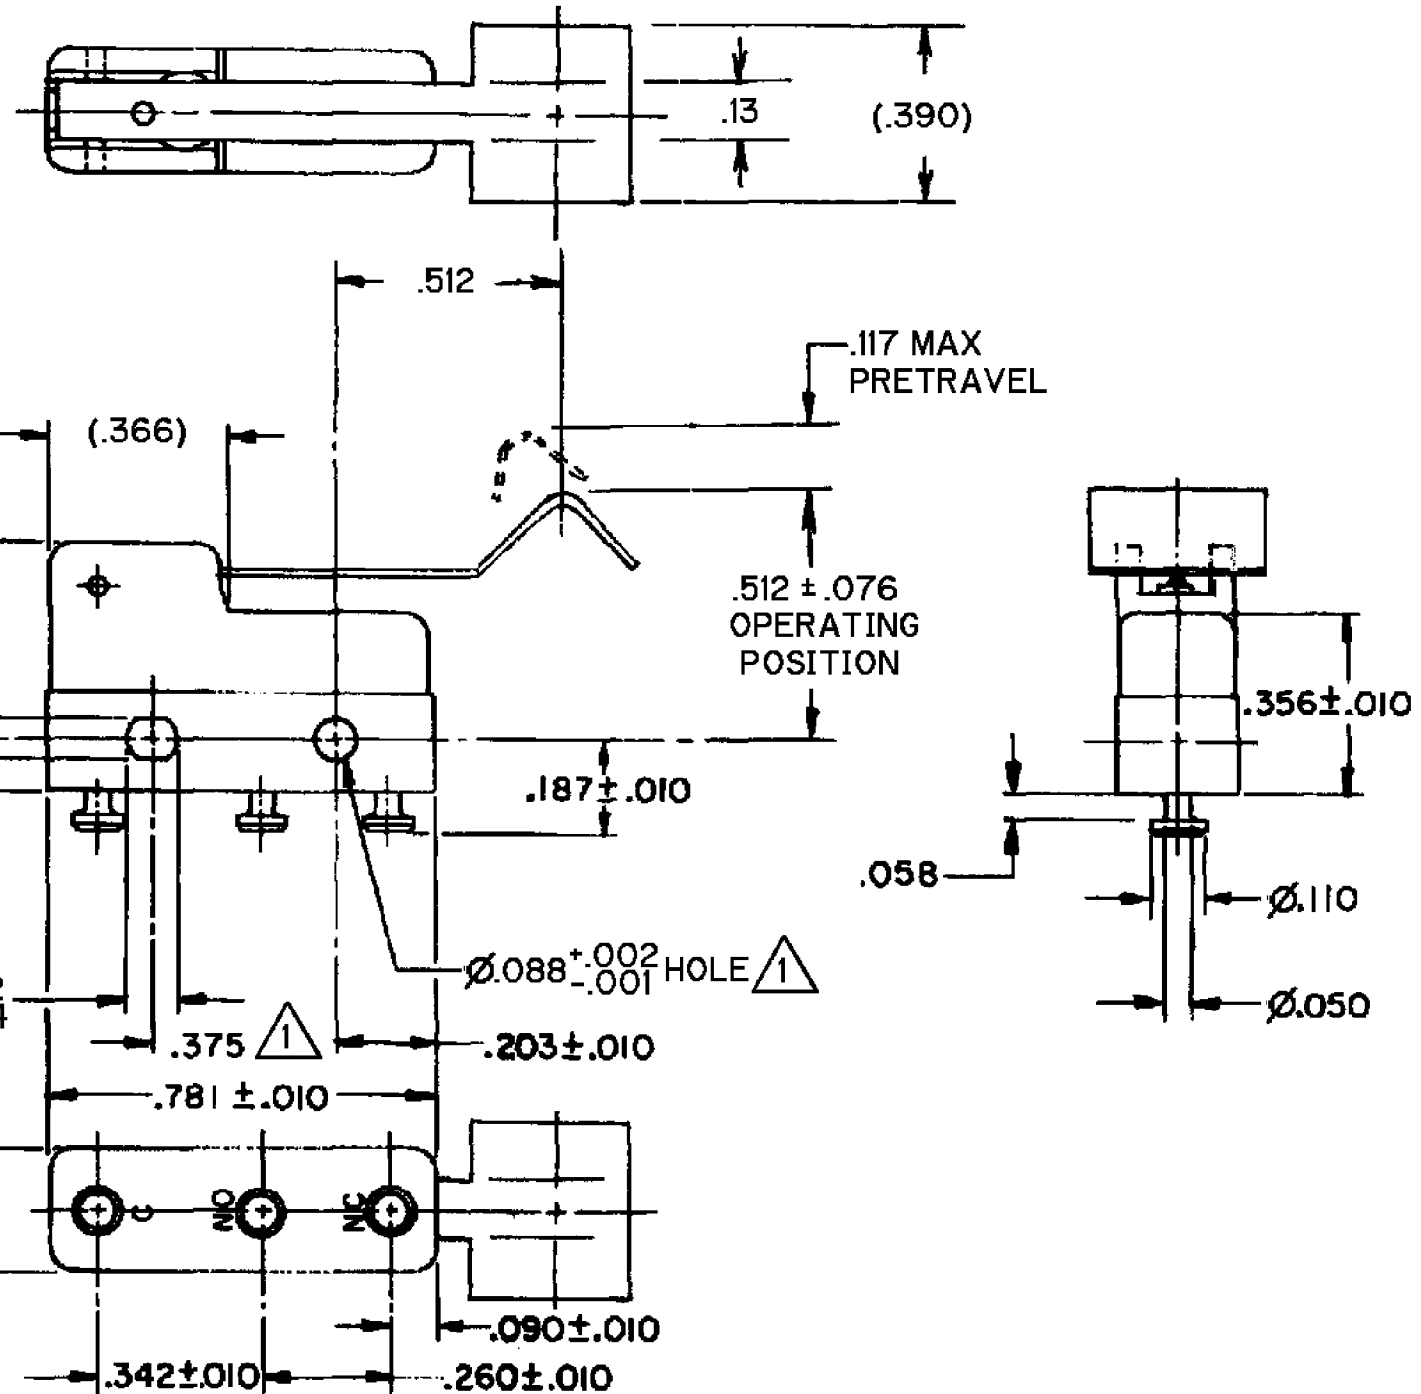 .13
(.390)
.512
.117 MAX
PRETRAVEL
(.366)
.512 ± .076
OPERATING
POSITION
.356±.010
.187±.010
.058
Ø.110
Ø.088 +.002 -.001 HOLE 1
Ø.050
.375 1
.203±.010
.781 ±.010
C
NO
NC
.090±.010
.342±.010
.260±.010